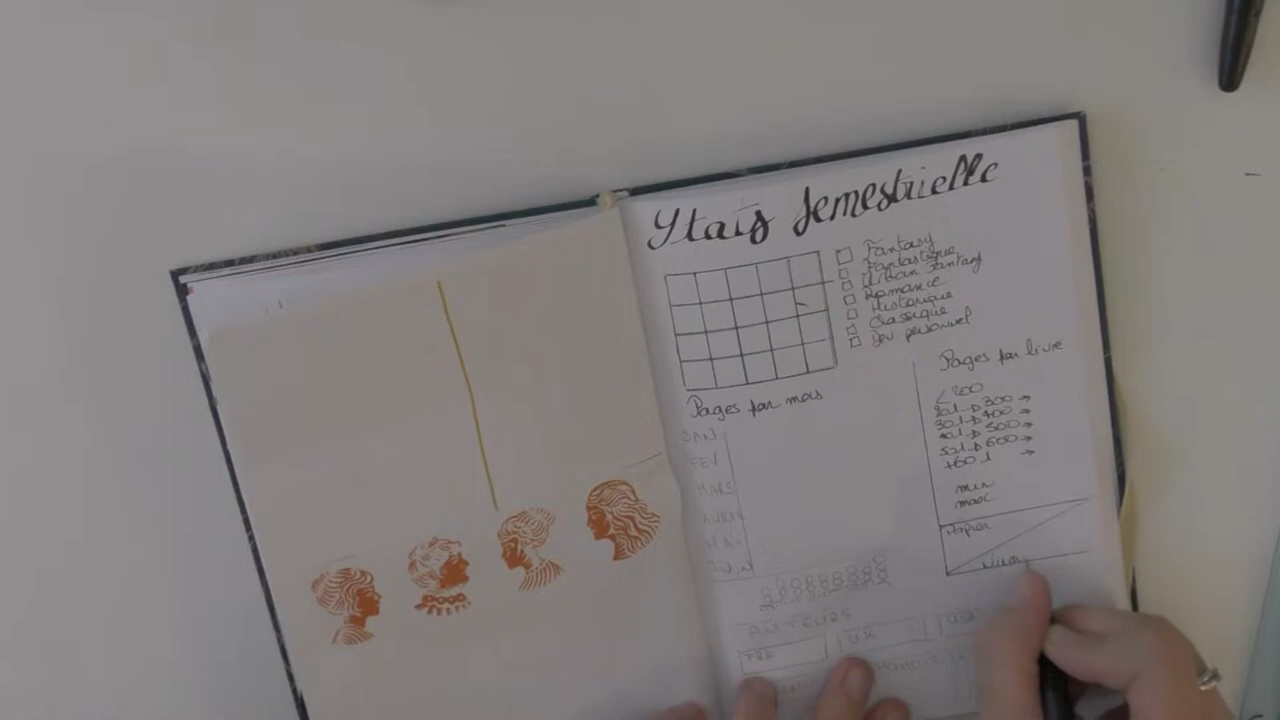 Stats semestrielle
Fantasy
Fantastique
Urban Fantasy
Romance
Historique
Classique
Dev personnel
Pages par mois
JAN
FEV
MARS
AVRIL
MAI
JUIN
Pages par livre
<200
201→300→
301→400→
401→500→
501→600→
+601 →
min
max
Papier
Num
AUTEURS
FRA
UK
USA